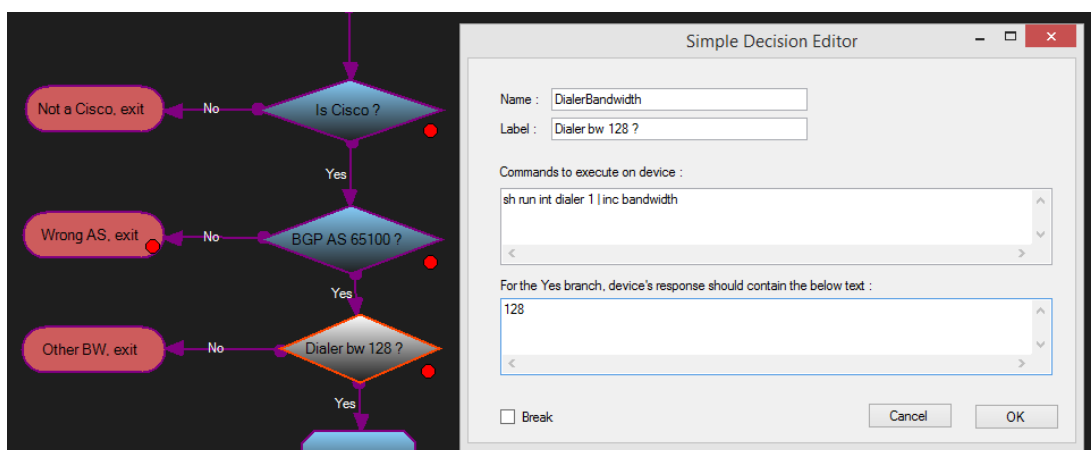 Is Cisco ?
No
Not a Cisco, exit
Yes
BGP AS 65100 ?
No
Wrong AS, exit
Yes
Dialer bw 128 ?
No
Other BW, exit
Yes
Simple Decision Editor
Name : DialerBandwidth
Label : Dialer bw 128 ?
Commands to execute on device :
sh run int dialer 1 | inc bandwidth
For the Yes branch, device's response should contain the below text :
128
Break
Cancel
OK